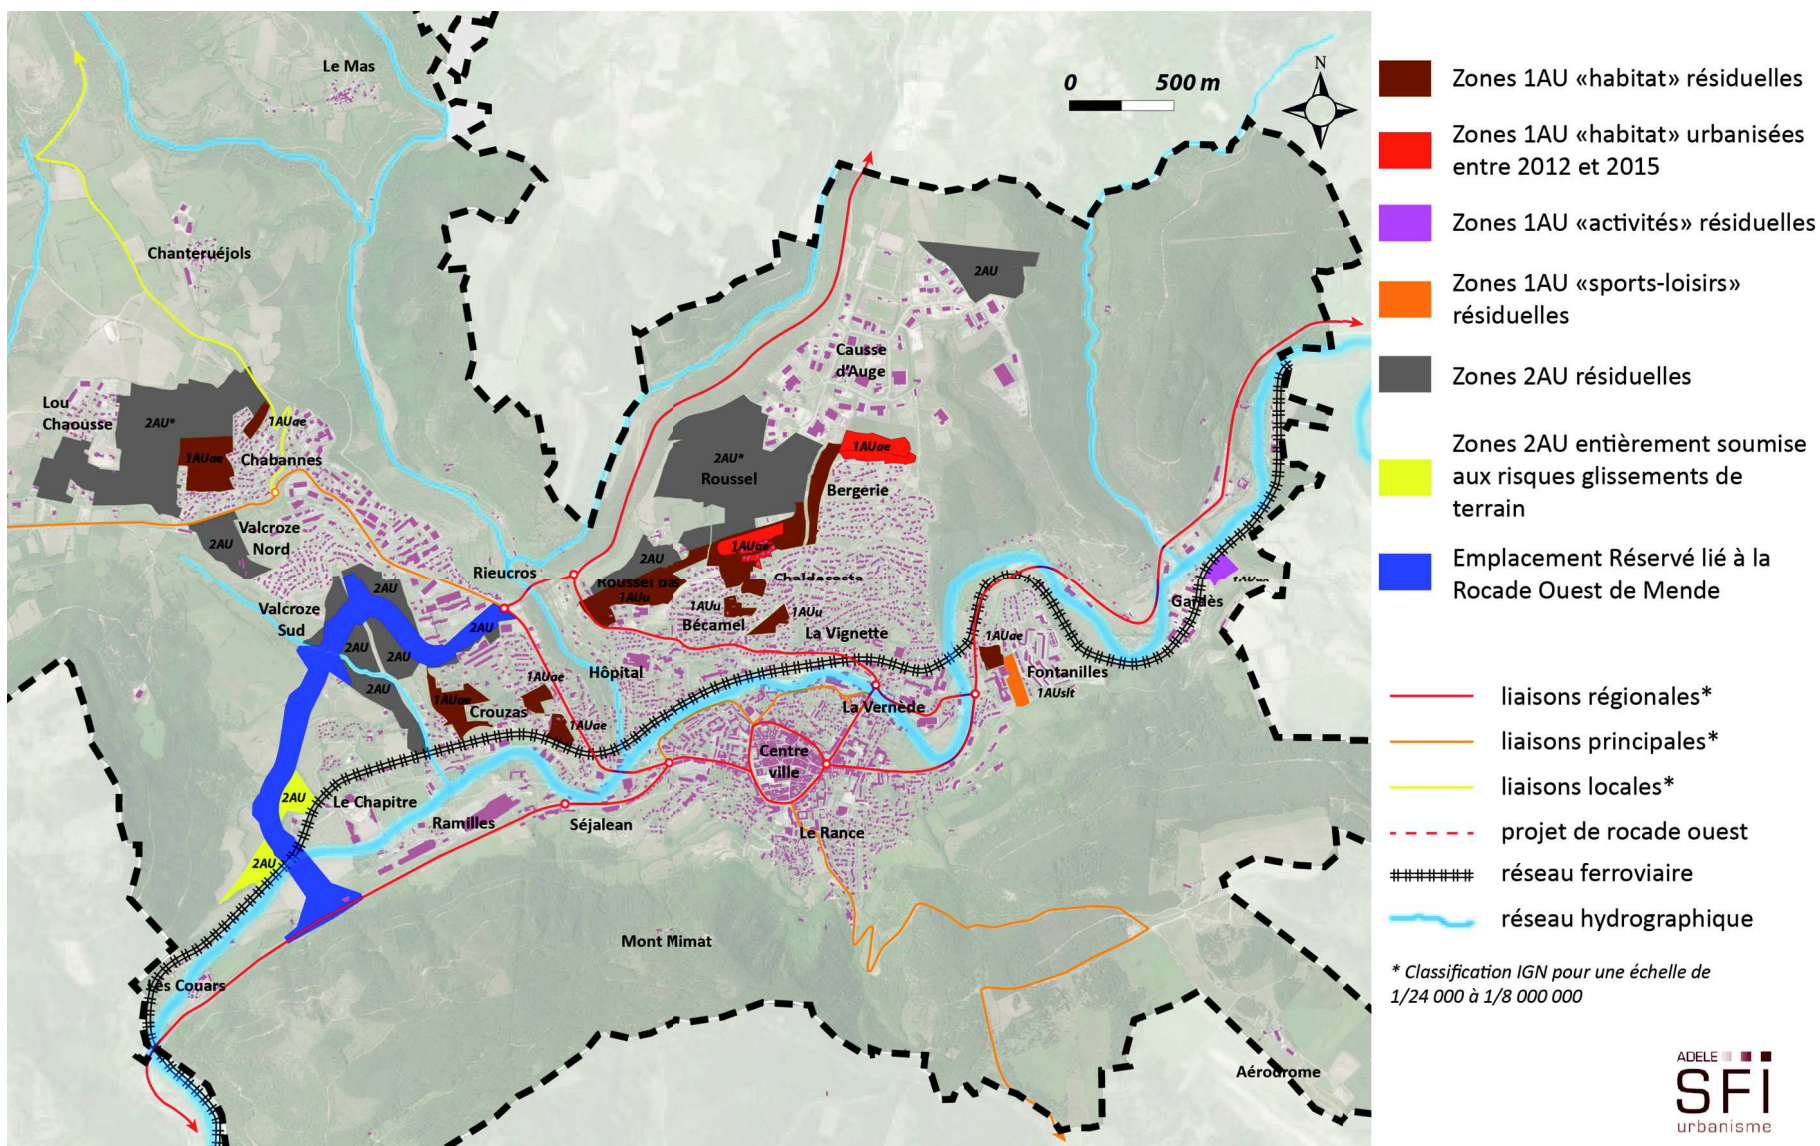 Le Mas
0 500 m
N
Chanteruéjols
2AU
Causse
d'Auge
Lou
Chaousse
2AU*
1AUae
1AUae
Chabannes
1AUae
2AU*
Roussel
Bergerie
Valcroze
Nord
2AU
1AUae
2AU
Rieucros
2AU
Roussel bas
1AUu
Valcroze
Sud
1AUu
1AUu
Bécamel
Gardès
2AU
La Vignette
2AU
2AU
1AUae
2AU
Hôpital
1AUae
Fontanilles
1AUslt
1AUae
Crouzas
1AUae
La Vernède
Centre
ville
2AU
Le Chapitre
Ramilles
Séjalean
Le Rance
2AU
Mont Mimat
Les Couars
Aérodrome
Zones 1AU «habitat» résiduelles
Zones 1AU «habitat» urbanisées
entre 2012 et 2015
Zones 1AU «activités» résiduelles
Zones 1AU «sports-loisirs»
résiduelles
Zones 2AU résiduelles
Zones 2AU entièrement soumise
aux risques glissements de
terrain
Emplacement Réservé lié à la
Rocade Ouest de Mende
liaisons régionales*
liaisons principales*
liaisons locales*
projet de rocade ouest
réseau ferroviaire
réseau hydrographique
* Classification IGN pour une échelle de
1/24 000 à 1/8 000 000
ADELE
SFI
urbanisme